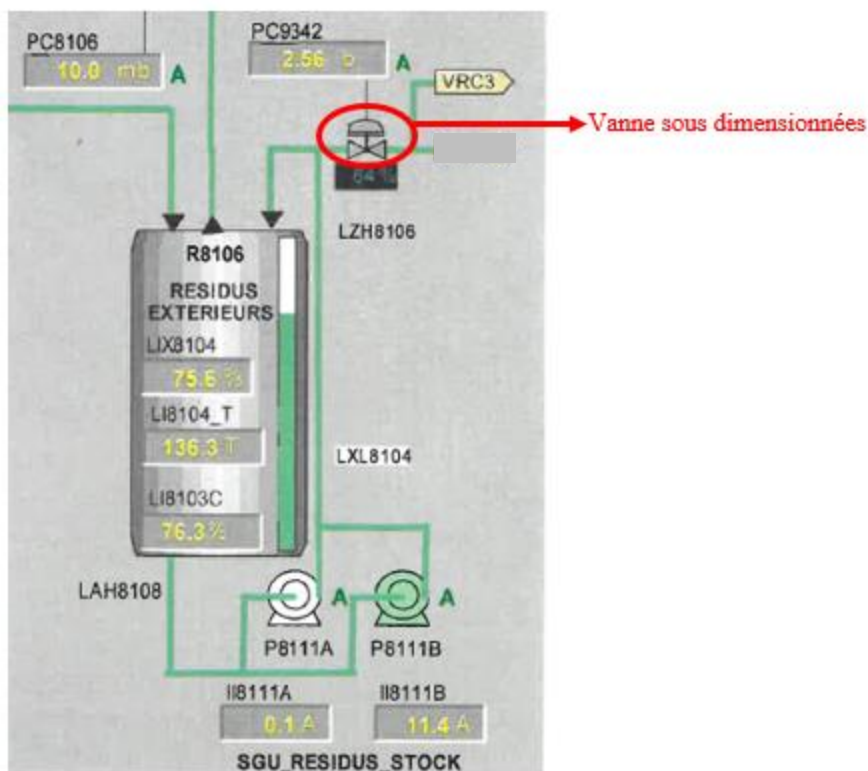 PC8106
10.0 mb A
PC9342
2.56 b A
VRC3
Vanne sous dimensionnées
64 %
LZH8106
R8106
RESIDUS
EXTERIEURS
LIX8104
75.6 %
LI8104_T
136.3 T
LXL8104
LI8103C
76.3 %
LAH8108
A
A
P8111A
P8111B
II8111A
II8111B
0.1 A
11.4 A
SGU_RESIDUS_STOCK